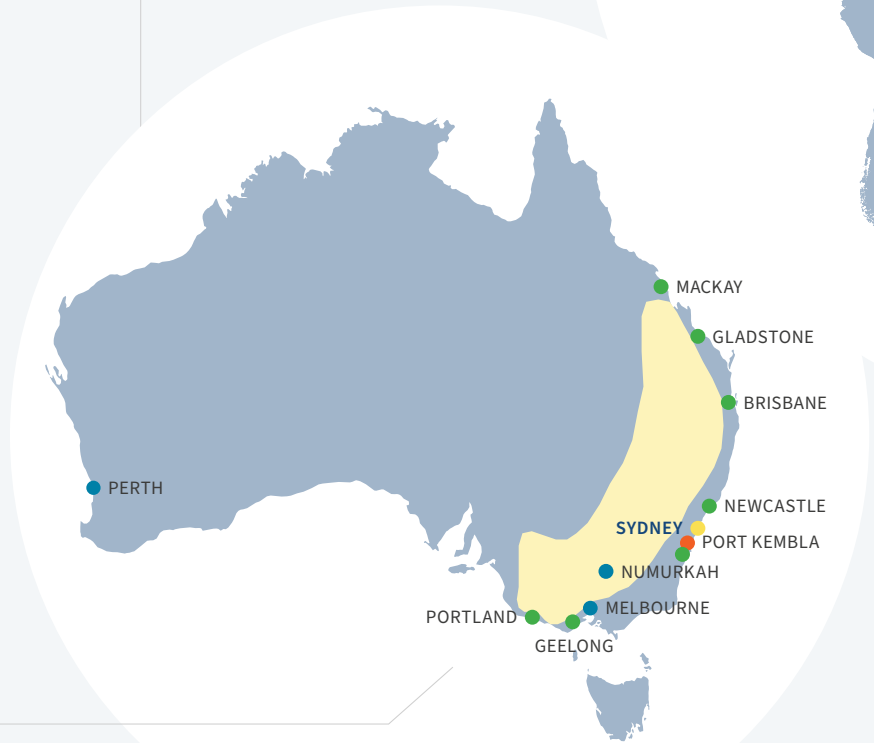 MACKAY
GLADSTONE
BRISBANE
PERTH
NEWCASTLE
SYDNEY
PORT KEMBLA
NUMURKAH
MELBOURNE
PORTLAND
GEELONG